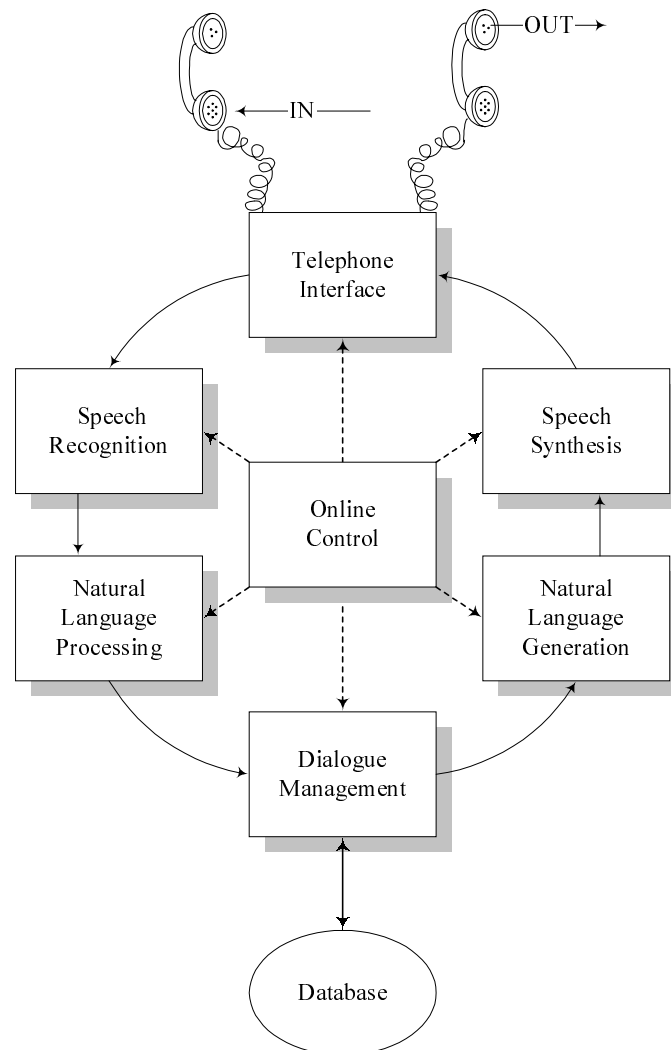 OUT
IN
Telephone
Interface
Speech
Recognition
Speech
Synthesis
Online
Control
Natural
Language
Processing
Natural
Language
Generation
Dialogue
Management
Database